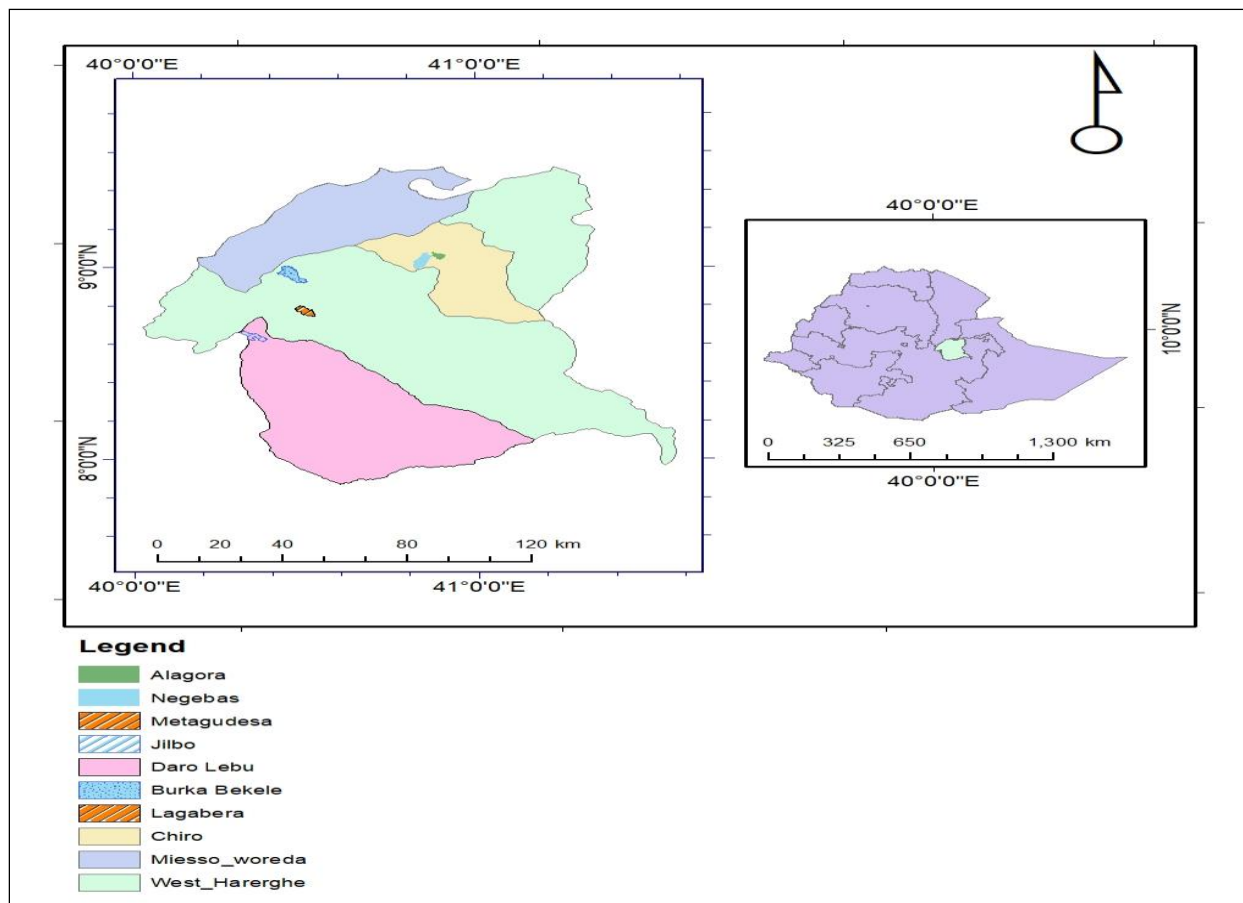 40°0'0"E 41°0'0"E
9°0'0"N
8°0'0"N
0 20 40 80 120 km
40°0'0"E 41°0'0"E
40°0'0"E
10°0'0"N
0 325 650 1,300 km
40°0'0"E
Legend
Alagora
Negebas
Metagudesa
Jilbo
Daro Lebu
Burka Bekele
Lagabera
Chiro
Miesso_woreda
West_Harerghe